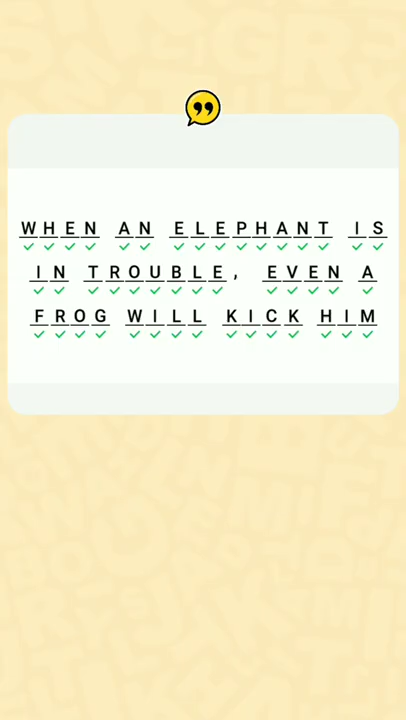 WHEN AN ELEPHANT IS
IN TROUBLE, EVEN A
FROG WILL KICK HIM